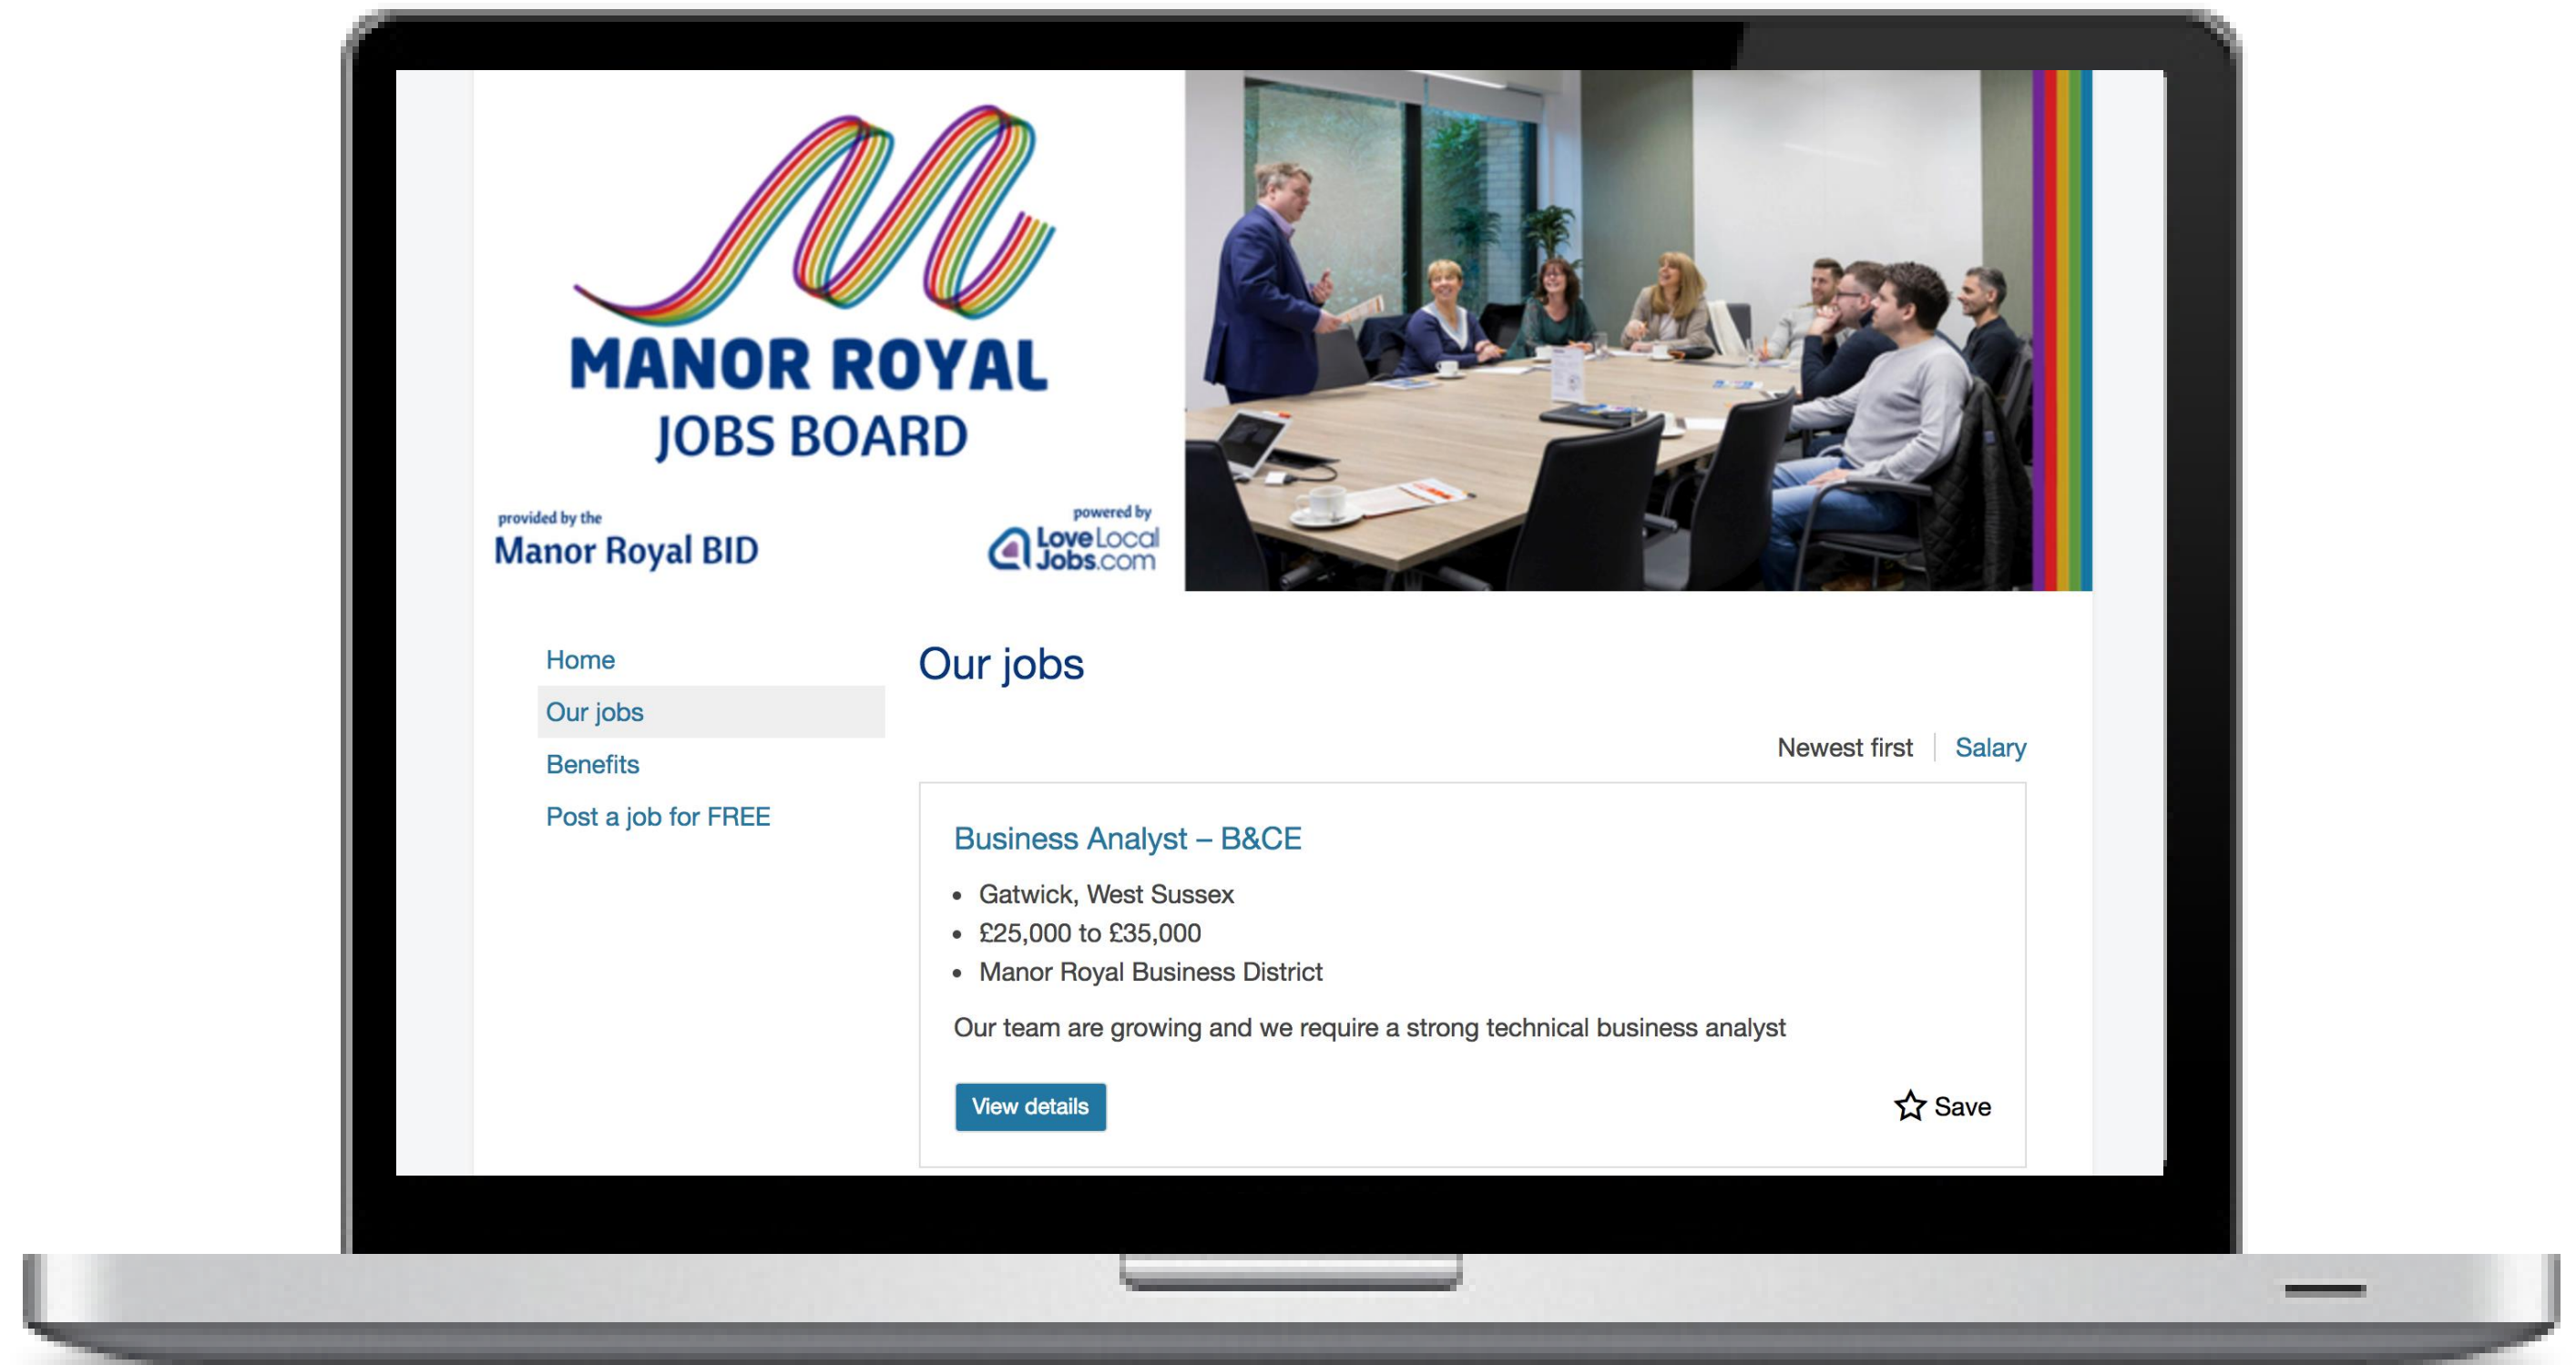 MANOR ROYAL
JOBS BOARD
provided by the
Manor Royal BID
powered by
LoveLocal
Jobs.com
Home
Our jobs
Benefits
Post a job for FREE
Our jobs
Newest first
Salary
Business Analyst – B&CE
• Gatwick, West Sussex
• £25,000 to £35,000
• Manor Royal Business District
Our team are growing and we require a strong technical business analyst
View details
Save